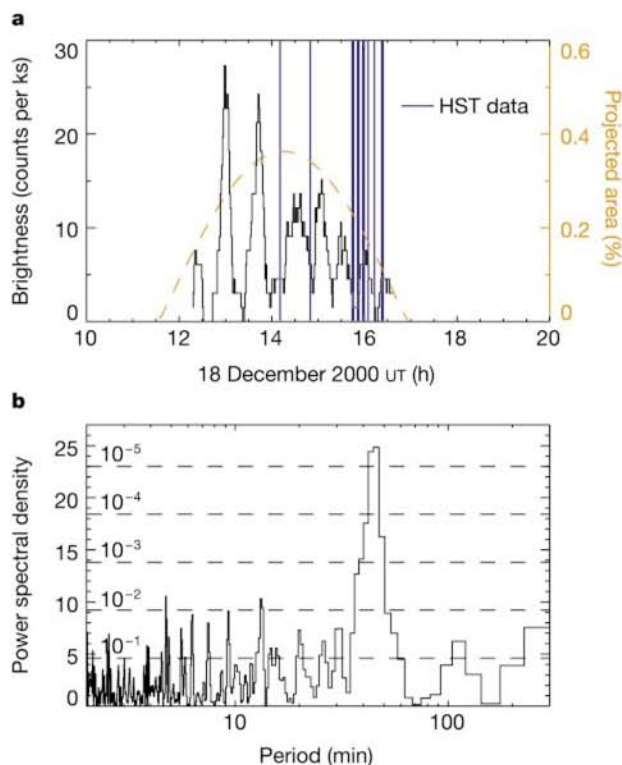 a
30
20
10
0
Brightness (counts per ks)
HST data
0.6
0.4
0.2
0
Projected area (%)
10 12 14 16 18 20
18 December 2000 UT (h)
b
25
20
15
10
5
0
Power spectral density
10⁻⁵
10⁻⁴
10⁻³
10⁻²
10⁻¹
10 100
Period (min)